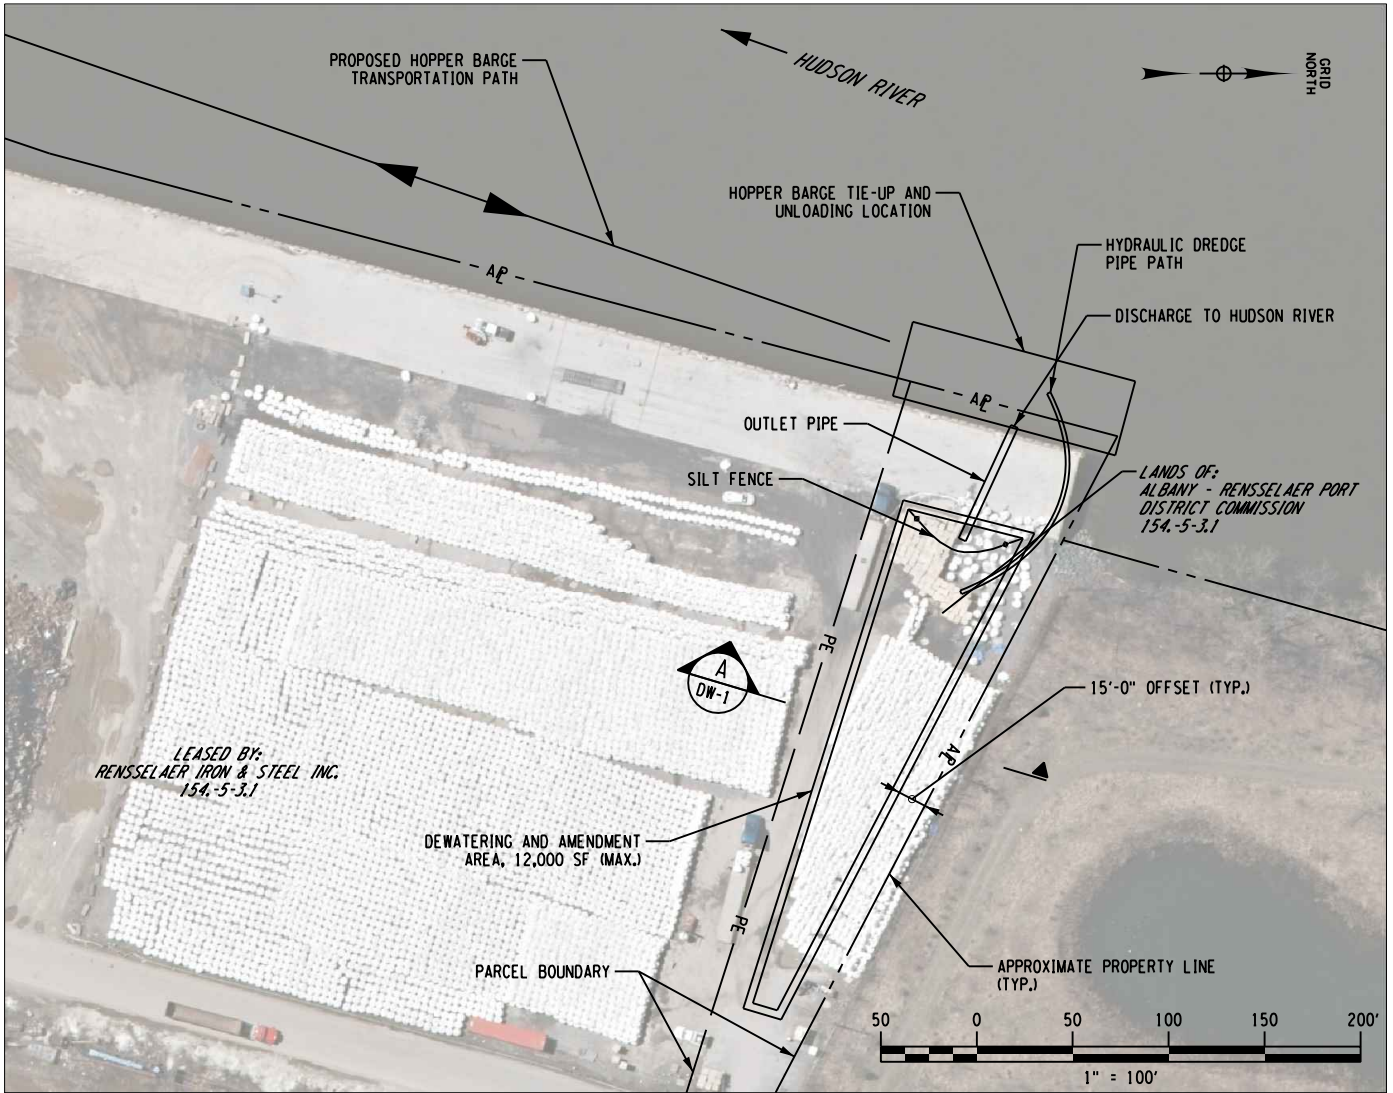 PROPOSED HOPPER BARGE
TRANSPORTATION PATH
HUDSON RIVER
GRID
NORTH
HOPPER BARGE TIE-UP AND
UNLOADING LOCATION
HYDRAULIC DREDGE
PIPE PATH
DISCHARGE TO HUDSON RIVER
A℄
A℄
OUTLET PIPE
SILT FENCE
LANDS OF:
ALBANY - RENSSELAER PORT
DISTRICT COMMISSION
154.-5-3.1
PE
A
DW-1
15'-0" OFFSET (TYP.)
A℄
LEASED BY:
RENSSELAER IRON & STEEL INC.
154.-5-3.1
DEWATERING AND AMENDMENT
AREA, 12,000 SF (MAX.)
PE
PARCEL BOUNDARY
APPROXIMATE PROPERTY LINE
(TYP.)
50 0 50 100 150 200'
1" = 100'